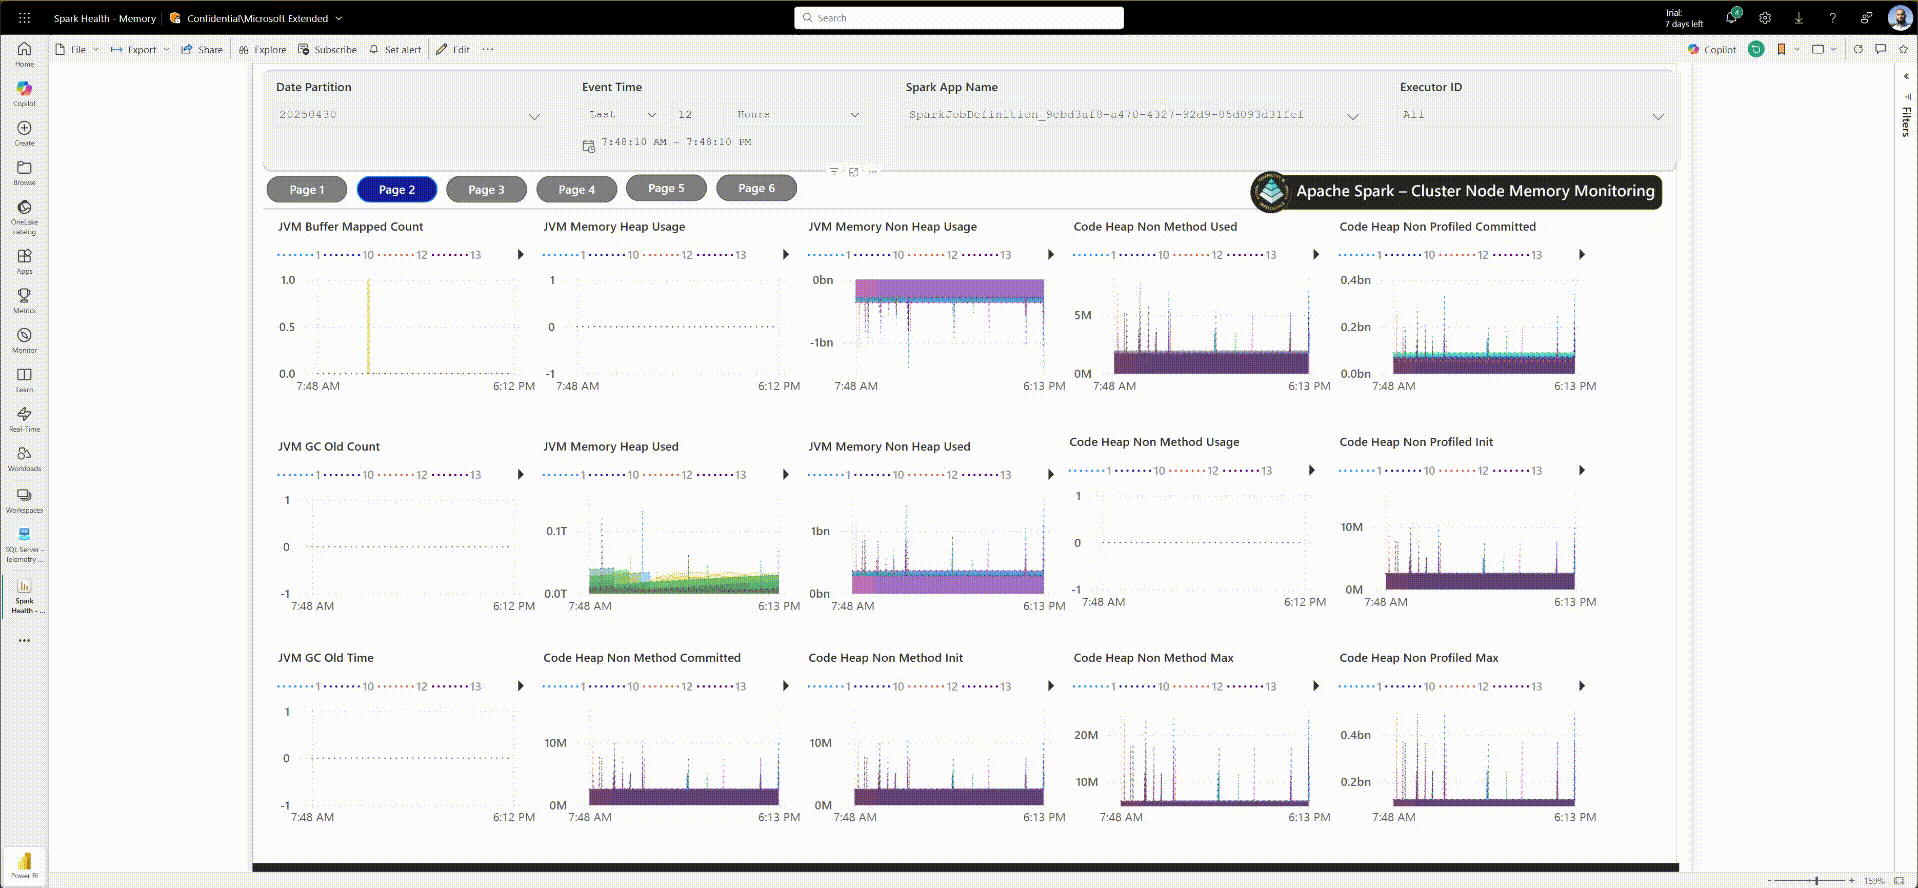 Spark Health - Memory
Confidential\Microsoft Extended
Search
Trial:
7 days left
4
File
Export
Share
Explore
Subscribe
Set alert
Edit
Copilot
Home
Copilot
Create
Browse
OneLake
catalog
Apps
Metrics
Monitor
Learn
Real-Time
Workloads
Workspaces
SQL Server -
Telemetry ...
Spark
Health - ...
Power BI
Filters
Date Partition
20250430
Event Time
Last
12
Hours
7:48:10 AM – 7:48:10 PM
Spark App Name
SparkJobDefinition_9cbd3af8-a470-4327-92d9-05d093d31fcf
Executor ID
All
Page 1
Page 2
Page 3
Page 4
Page 5
Page 6
Apache Spark – Cluster Node Memory Monitoring
JVM Buffer Mapped Count
1 10 12 13
1.0
0.5
0.0
7:48 AM 6:12 PM
JVM Memory Heap Usage
1 10 12 13
1
0
-1
7:48 AM 6:12 PM
JVM Memory Non Heap Usage
1 10 12 13
0bn
-1bn
7:48 AM 6:13 PM
Code Heap Non Method Used
1 10 12 13
5M
0M
7:48 AM 6:13 PM
Code Heap Non Profiled Committed
1 10 12 13
0.4bn
0.2bn
0.0bn
7:48 AM 6:13 PM
JVM GC Old Count
1 10 12 13
1
0
-1
7:48 AM 6:12 PM
JVM Memory Heap Used
1 10 12 13
0.1T
0.0T
7:48 AM 6:13 PM
JVM Memory Non Heap Used
1 10 12 13
1bn
0bn
7:48 AM 6:13 PM
Code Heap Non Method Usage
1 10 12 13
1
0
-1
7:48 AM 6:12 PM
Code Heap Non Profiled Init
1 10 12 13
10M
0M
7:48 AM 6:13 PM
JVM GC Old Time
1 10 12 13
1
0
-1
7:48 AM 6:12 PM
Code Heap Non Method Committed
1 10 12 13
10M
0M
7:48 AM 6:13 PM
Code Heap Non Method Init
1 10 12 13
10M
0M
7:48 AM 6:13 PM
Code Heap Non Method Max
1 10 12 13
20M
10M
7:48 AM 6:13 PM
Code Heap Non Profiled Max
1 10 12 13
0.4bn
0.2bn
7:48 AM 6:13 PM
159%